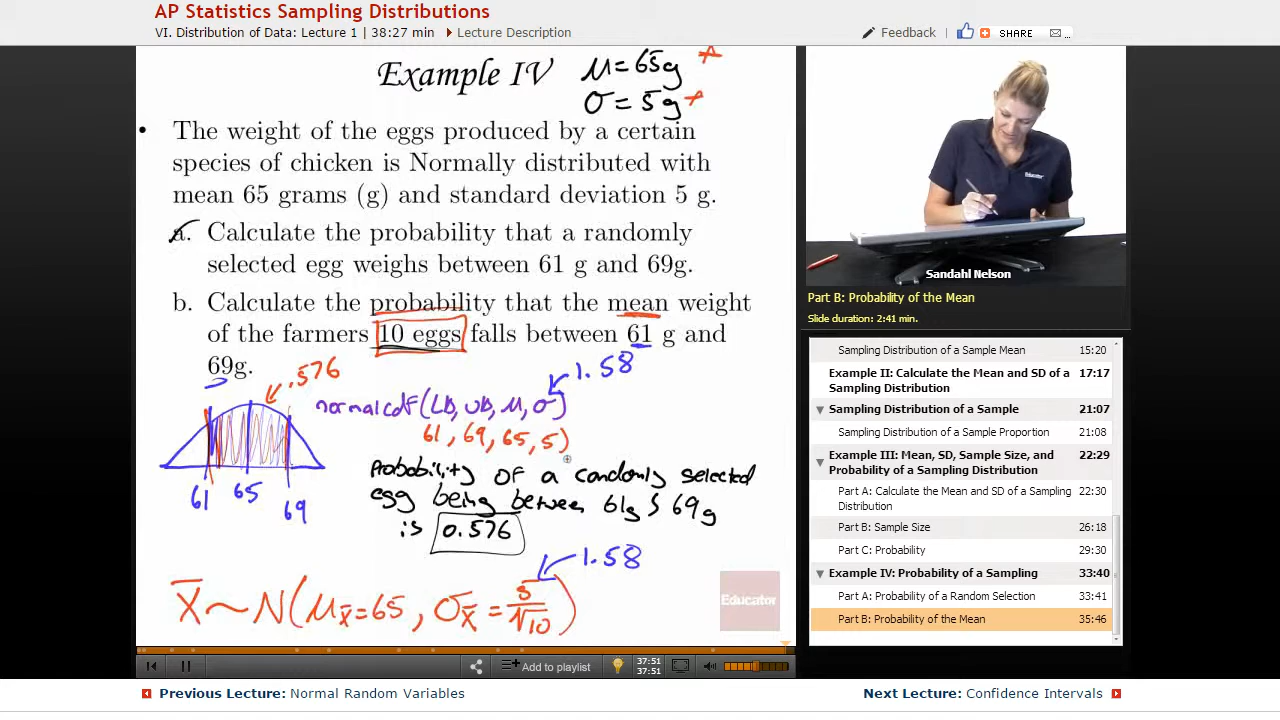 AP Statistics Sampling Distributions
VI. Distribution of Data: Lecture 1 | 38:27 min Lecture Description
Feedback SHARE
Example IV
μ=65g
σ=5g
• The weight of the eggs produced by a certain
species of chicken is Normally distributed with
mean 65 grams (g) and standard deviation 5 g.
a. Calculate the probability that a randomly
selected egg weighs between 61 g and 69g.
b. Calculate the probability that the mean weight
of the farmers 10 eggs falls between 61 g and
69g.
.576
1.58
normalcdf(LB, UB, μ, σ)
61, 69, 65, 5)
61 65 69
Probability of a randomly selected
egg being between 61g & 69g
is 0.576
1.58
X̄~N(μx̄=65, σx̄=5/√10)
Educator
Educator
Sandahl Nelson
Part B: Probability of the Mean
Slide duration: 2:41 min.
Sampling Distribution of a Sample Mean 15:20
Example II: Calculate the Mean and SD of a 17:17
Sampling Distribution
Sampling Distribution of a Sample 21:07
Sampling Distribution of a Sample Proportion 21:08
Example III: Mean, SD, Sample Size, and 22:29
Probability of a Sampling Distribution
Part A: Calculate the Mean and SD of a Sampling 22:30
Distribution
Part B: Sample Size 26:18
Part C: Probability 29:30
Example IV: Probability of a Sampling 33:40
Part A: Probability of a Random Selection 33:41
Part B: Probability of the Mean 35:46
Add to playlist
37:51
37:51
Previous Lecture: Normal Random Variables
Next Lecture: Confidence Intervals